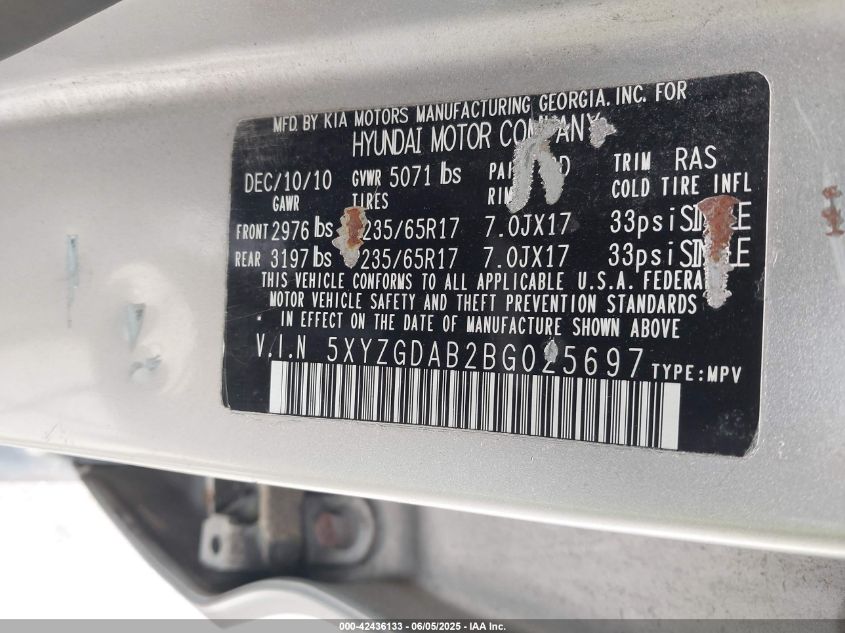 MFD. BY KIA MOTORS MANUFACTURING GEORGIA. INC. FOR
HYUNDAI MOTOR COMPANY
DEC/10/10 GVWR 5071 lbs TRIM RAS
GAWR TIRES RIM COLD TIRE INFL
FRONT 2976 lbs 235/65R17 7.0JX17 33psi SINGLE
REAR 3197 lbs 235/65R17 7.0JX17 33psi SINGLE
THIS VEHICLE CONFORMS TO ALL APPLICABLE U.S.A. FEDERAL
MOTOR VEHICLE SAFETY AND THEFT PREVENTION STANDARDS
IN EFFECT ON THE DATE OF MANUFACTURE SHOWN ABOVE
V.I.N 5XYZGDAB2BG025697 TYPE:MPV
000-42436133 - 06/05/2025 - IAA Inc.